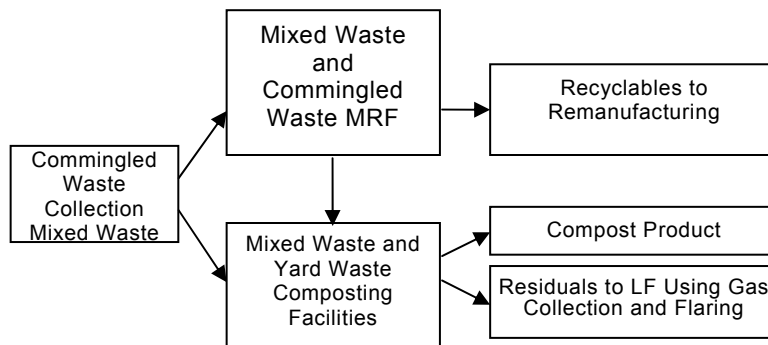 Commingled
Waste
Collection
Mixed Waste
Mixed Waste
and
Commingled
Waste MRF
Recyclables to
Remanufacturing
Mixed Waste and
Yard Waste
Composting
Facilities
Compost Product
Residuals to LF Using Gas
Collection and Flaring